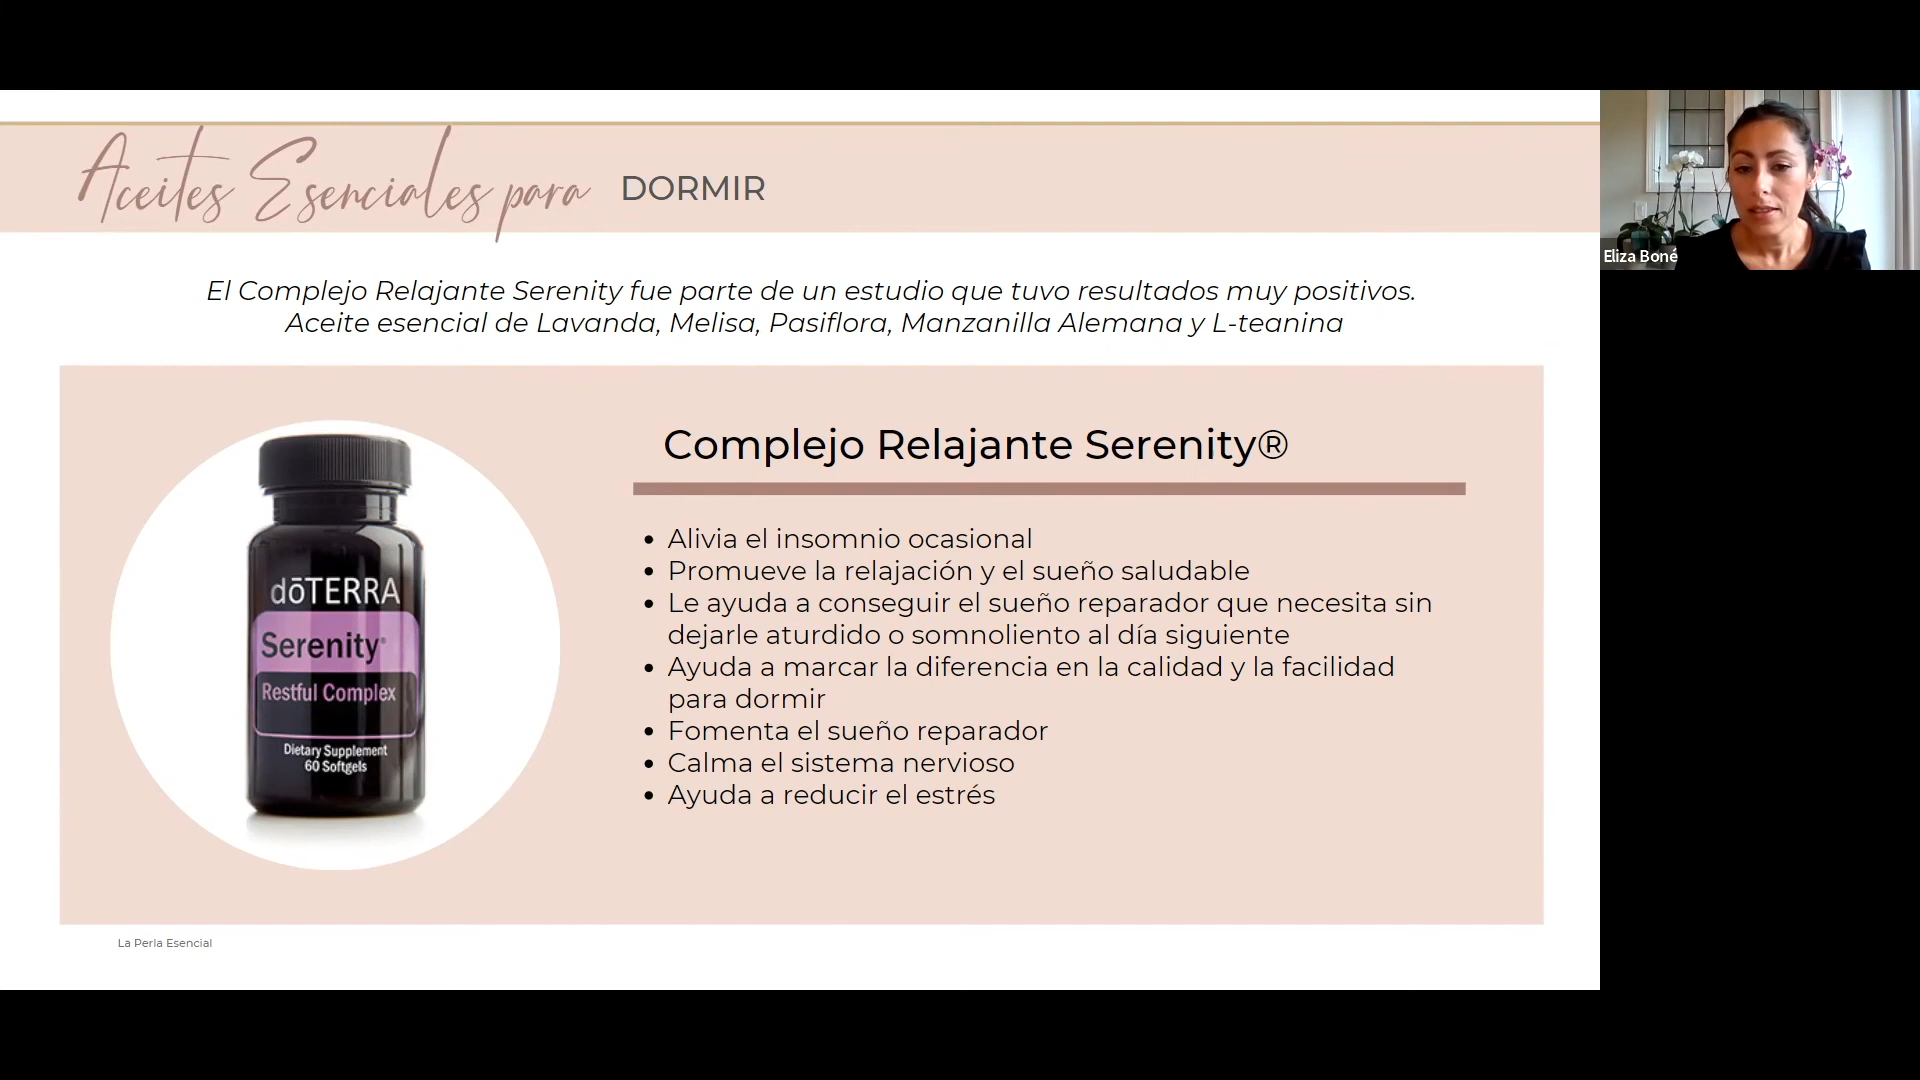 Aceites Esenciales para DORMIR
Eliza Boné
El Complejo Relajante Serenity fue parte de un estudio que tuvo resultados muy positivos.
Aceite esencial de Lavanda, Melisa, Pasiflora, Manzanilla Alemana y L-teanina
dōTERRA
Serenity®
Restful Complex
Dietary Supplement
60 Softgels
Complejo Relajante Serenity®
• Alivia el insomnio ocasional
• Promueve la relajación y el sueño saludable
• Le ayuda a conseguir el sueño reparador que necesita sin
dejarle aturdido o somnoliento al día siguiente
• Ayuda a marcar la diferencia en la calidad y la facilidad
para dormir
• Fomenta el sueño reparador
• Calma el sistema nervioso
• Ayuda a reducir el estrés
La Perla Esencial